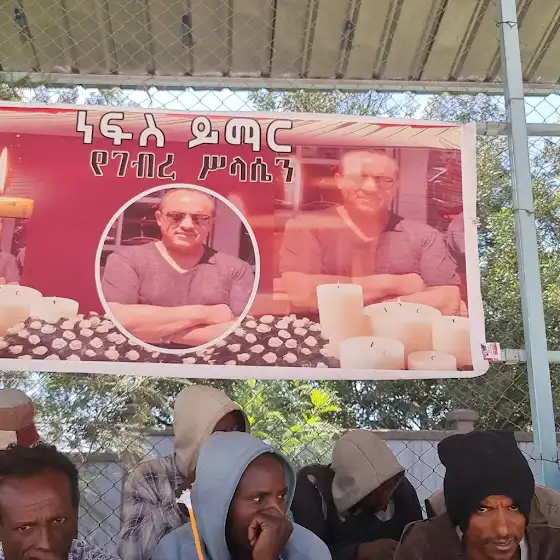 ነፍስ ይማር
የገብረ ሥላሴን